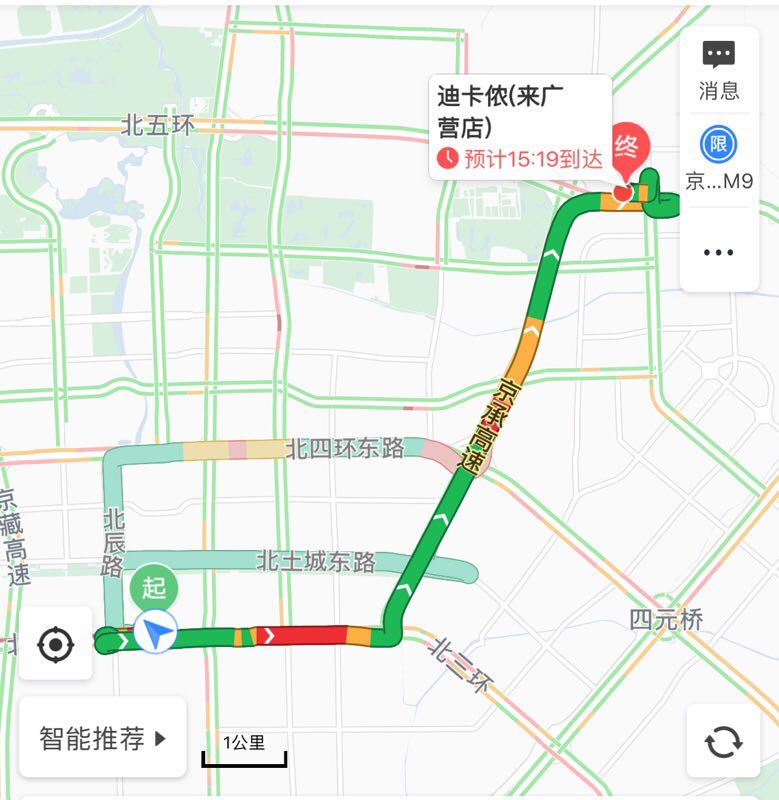 北五环
迪卡侬(来广
营店)
预计15:19到达
终
消息
限
京...M9
京承高速
北四环东路
京藏高速
北辰路
北土城东路
起
四元桥
北三环
智能推荐
1公里